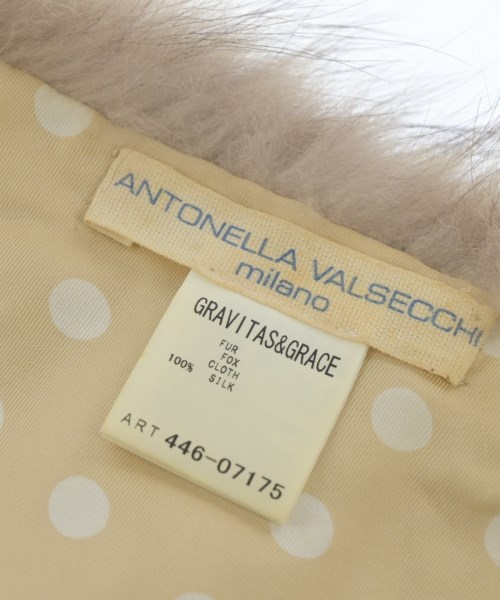 ANTONELLA VALSECCHI
milano
GRAVITAS&GRACE
FUR
FOX
100% CLOTH
SILK
ART 446-07175